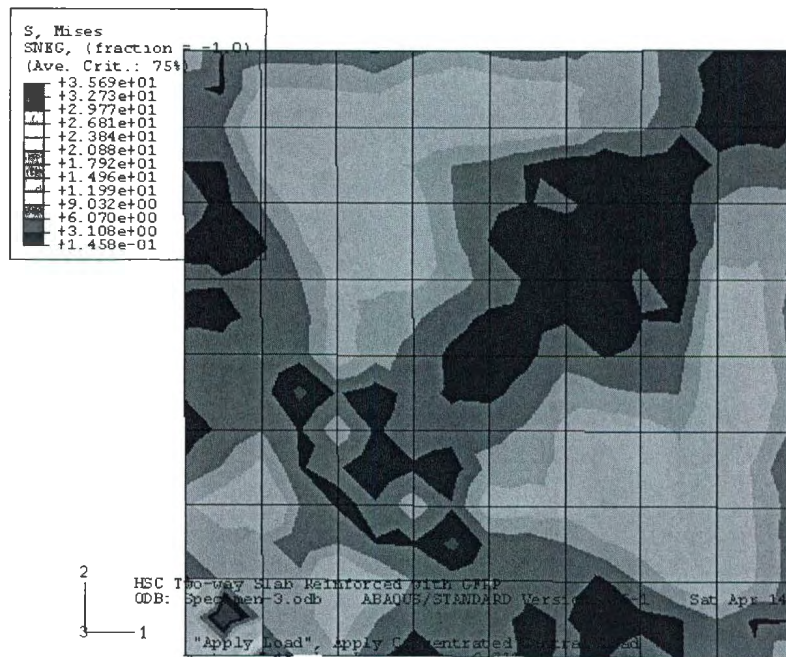 S, Mises
SNEG, (fraction = -1.0)
(Ave. Crit.: 75%)
+3.569e+01
+3.273e+01
+2.977e+01
+2.681e+01
+2.384e+01
+2.088e+01
+1.792e+01
+1.496e+01
+1.199e+01
+9.032e+00
+6.070e+00
+3.108e+00
+1.458e-01
2
3
1
HSC Two-way Slab Reinforced with GFRP
ODB: Specimen-3.odb ABAQUS/STANDARD Version Sat Apr 14
"Apply Load", Apply Concentrated Central Load